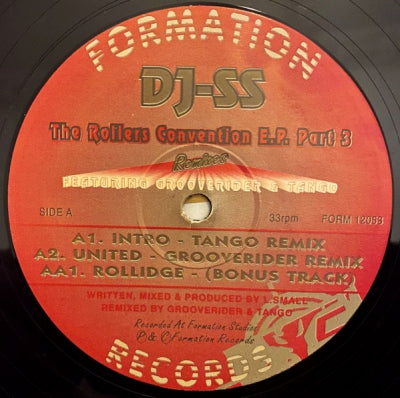 FORMATION
DJ-SS
The Rollers Convention E.P. Part 3
Remixes
FEATURING GROOVERIDER & TANGO
SIDE A
33rpm
FORM 12053
A1. INTRO - TANGO REMIX
A2. UNITED - GROOVERIDER REMIX
AA1. ROLLIDGE - (BONUS TRACK)
WRITTEN, MIXED & PRODUCED BY L.SMALL
REMIXED BY GROOVERIDER & TANGO
Recorded At Formation Studios
P& ©Formation Records
RECORDS